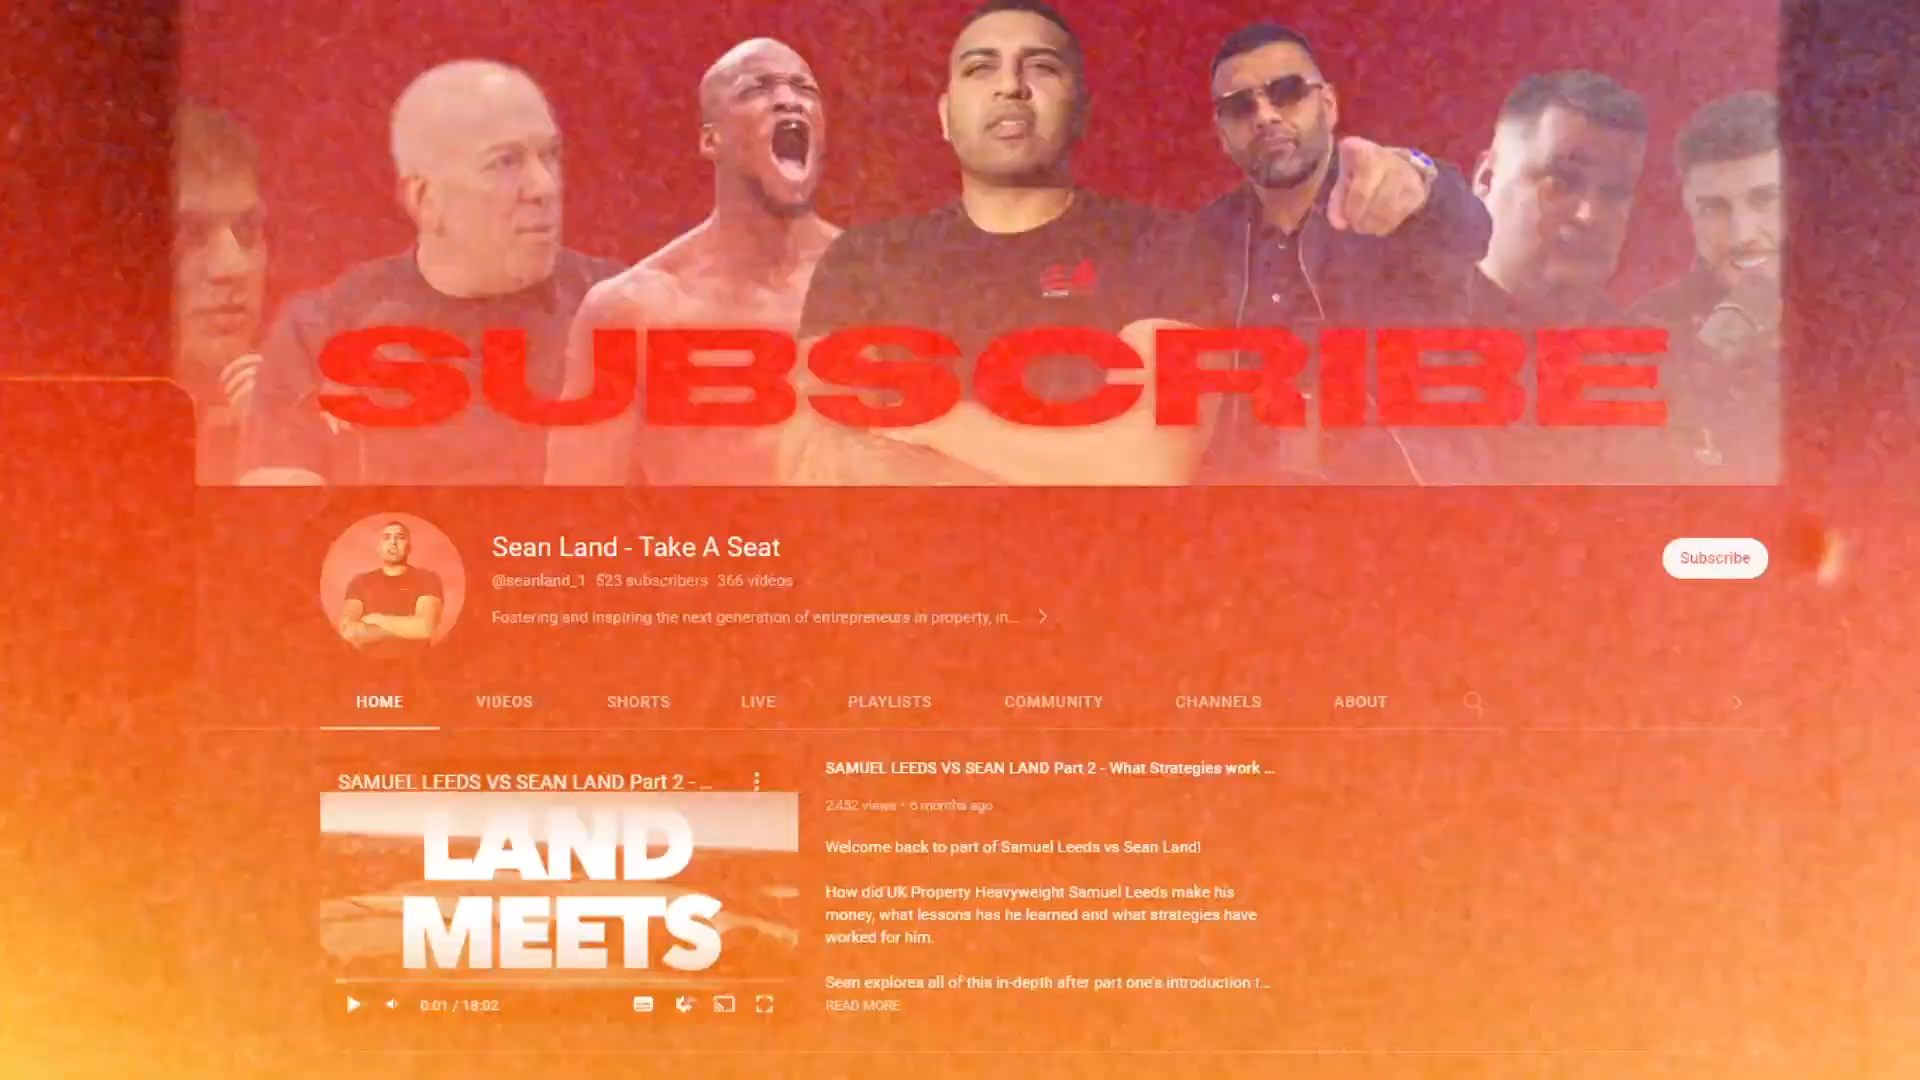 SUBSCRIBE
Sean Land - Take A Seat
@seanland_1 523 subscribers 366 videos
Fostering and inspiring the next generation of entrepreneurs in property, in...
Subscribe
HOME VIDEOS SHORTS LIVE PLAYLISTS COMMUNITY CHANNELS ABOUT
SAMUEL LEEDS VS SEAN LAND Part 2 - ...
LAND
MEETS
0:01 / 18:02
SAMUEL LEEDS VS SEAN LAND Part 2 - What Strategies work ...
2,452 views • 6 months ago
Welcome back to part of Samuel Leeds vs Sean Land!
How did UK Property Heavyweight Samuel Leeds make his
money, what lessons has he learned and what strategies have
worked for him.
Sean explores all of this in-depth after part one's introduction t...
READ MORE